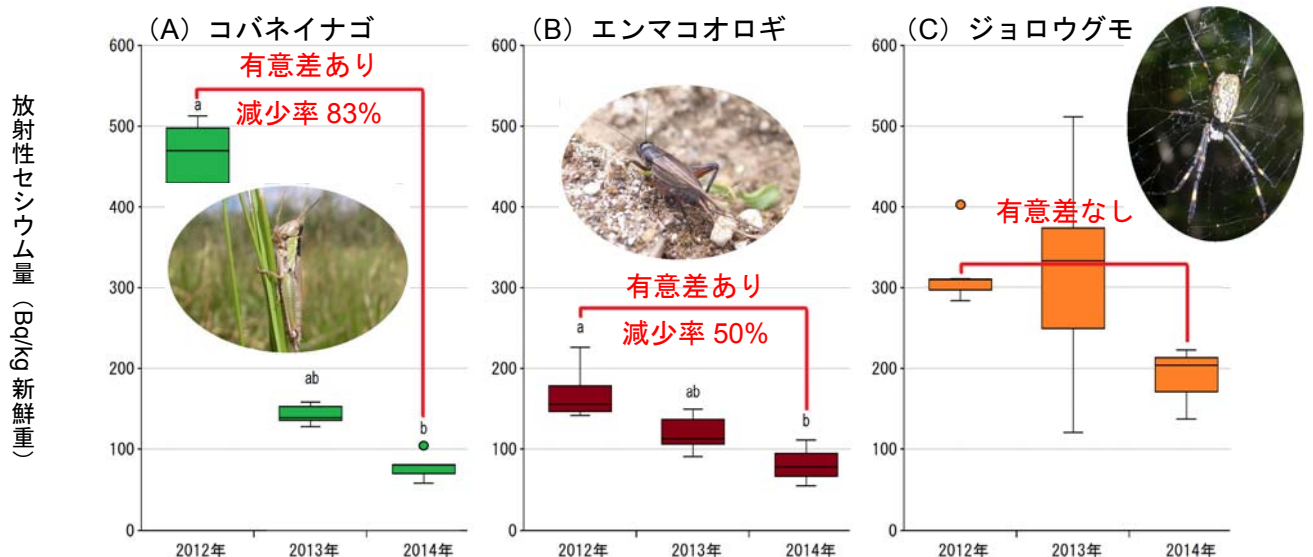 (A) コバネイナゴ
放射性セシウム量(Bq/kg 新鮮重)
600
500
400
300
200
100
0
有意差あり
減少率 83%
a
ab
b
2012年
2013年
2014年
(B) エンマコオロギ
600
500
400
300
200
100
0
有意差あり
減少率 50%
a
ab
b
2012年
2013年
2014年
(C) ジョロウグモ
600
500
400
300
200
100
0
有意差なし
2012年
2013年
2014年